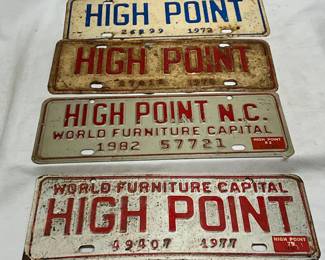 HIGH POINT
1972
HIGH POINT
HIGH POINT N.C.
WORLD FURNITURE CAPITAL
1982 57721
HIGH POINT
82
WORLD FURNITURE CAPITAL
HIGH POINT
49407 1977
HIGH POINT